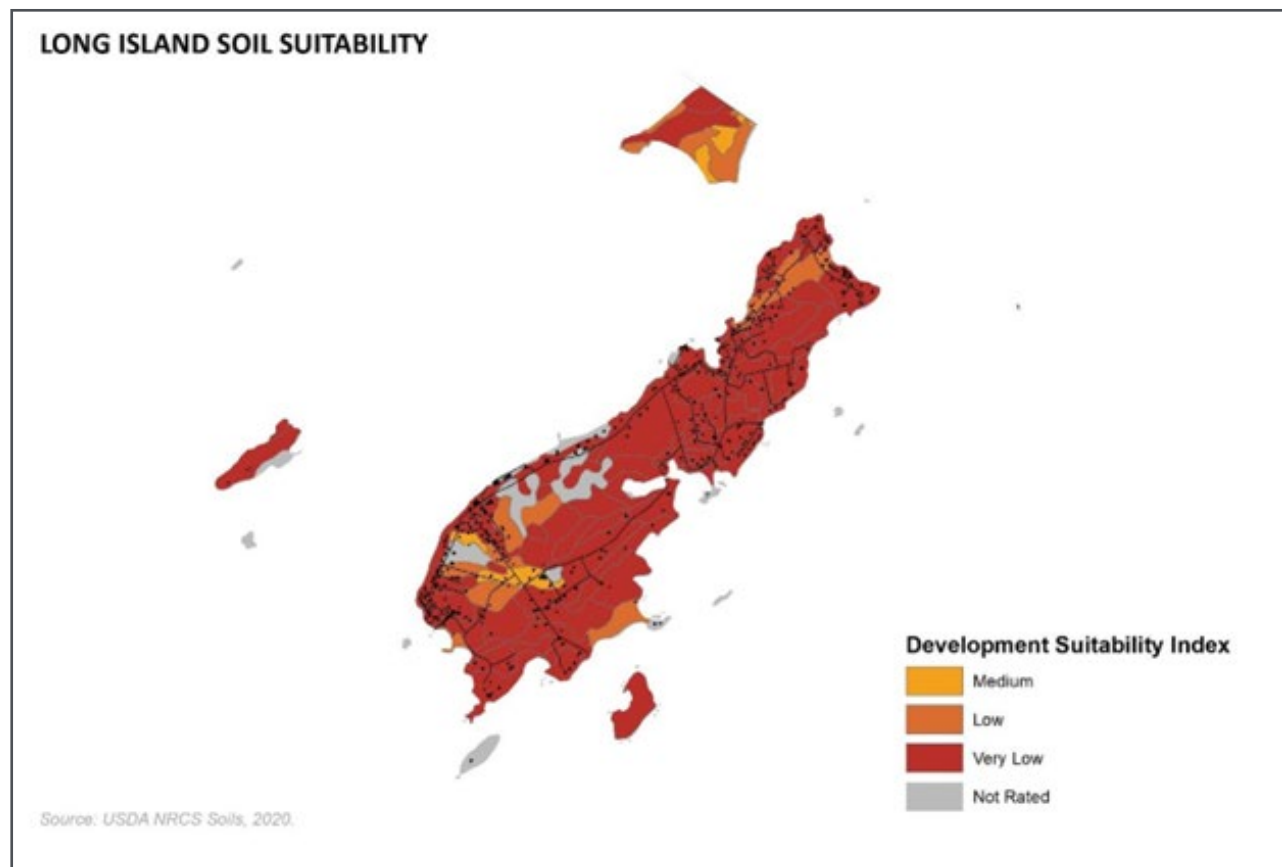 LONG ISLAND SOIL SUITABILITY
Development Suitability Index
Medium
Low
Very Low
Not Rated
Source: USDA NRCS Soils, 2020.